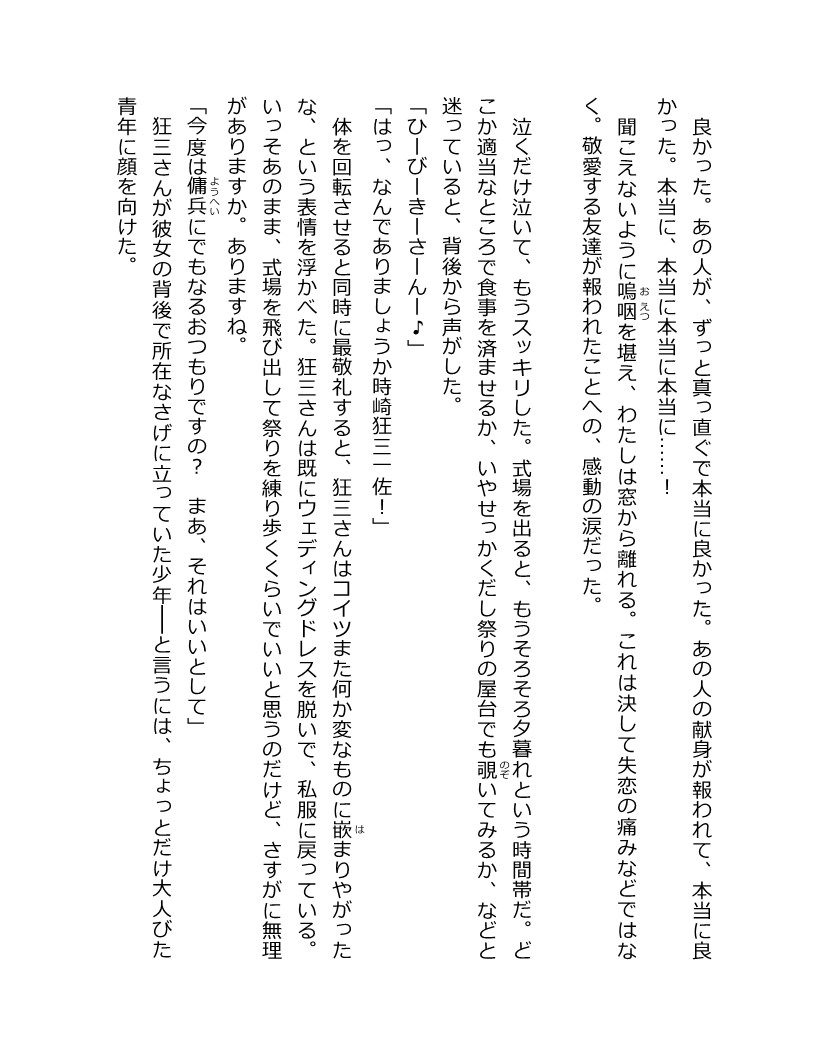 良かった。あの人が、ずっと真っ直ぐで本当に良かった。あの人の献身が報われて、本当に良
かった。本当に、本当に本当に本当に……！
聞こえないように嗚咽を堪え、わたしは窓から離れる。これは決して失恋の痛みなどではな
く。敬愛する友達が報われたことへの、感動の涙だった。
泣くだけ泣いて、もうスッキリした。式場を出ると、もうそろそろ夕暮れという時間帯だ。ど
こか適当なところで食事を済ませるか、いやせっかくだし祭りの屋台でも覗いてみるか、などと
迷っていると、背後から声がした。
「ひーびーきーさーんー♪」
「はっ、なんでありましょうか時崎狂三一佐！」
体を回転させると同時に最敬礼すると、狂三さんはコイツまた何か変なものに嵌まりやがった
な、という表情を浮かべた。狂三さんは既にウェディングドレスを脱いで、私服に戻っている。
いっそあのまま、式場を飛び出して祭りを練り歩くくらいでいいと思うのだけど、さすがに無理
がありますか。ありますね。
「今度は傭兵にでもなるおつもりですの？　まあ、それはいいとして」
狂三さんが彼女の背後で所在なさげに立っていた少年――と言うには、ちょっとだけ大人びた
青年に顔を向けた。